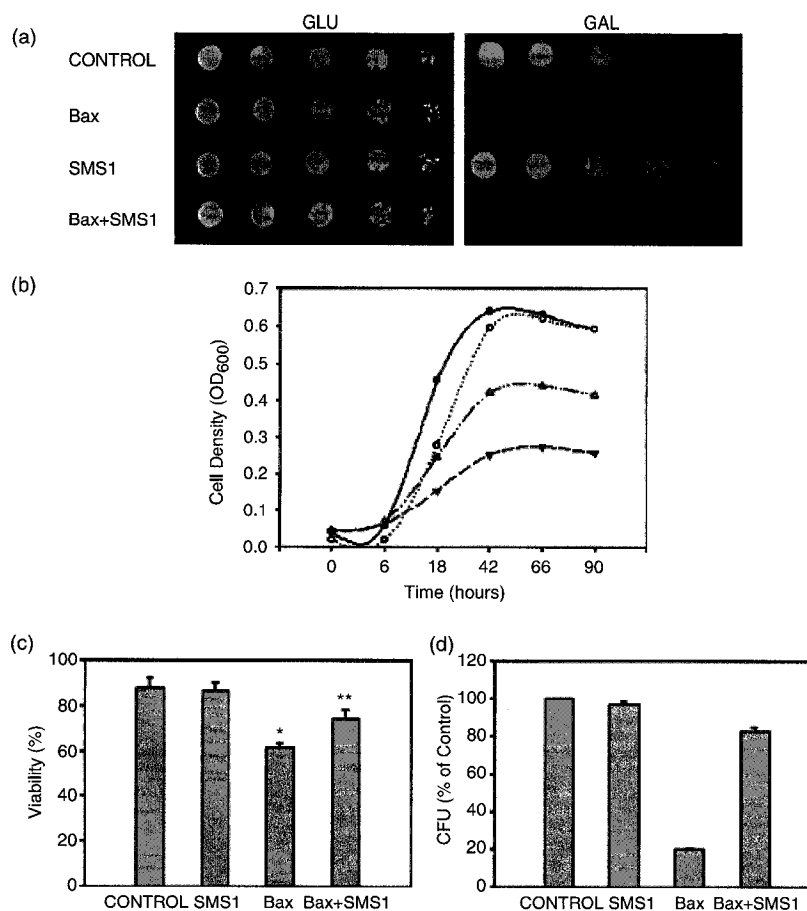 GLU GAL
(a)
CONTROL
Bax
SMS1
Bax+SMS1
(b)
0.7
0.6
0.5
0.4
0.3
0.2
0.1
0.0
Cell Density (OD600)
0 6 18 42 66 90
Time (hours)
(c)
100
80
60
40
20
0
Viability (%)
*
**
CONTROL SMS1 Bax Bax+SMS1
(d)
120
100
80
60
40
20
0
CFU (% of Control)
CONTROL SMS1 Bax Bax+SMS1